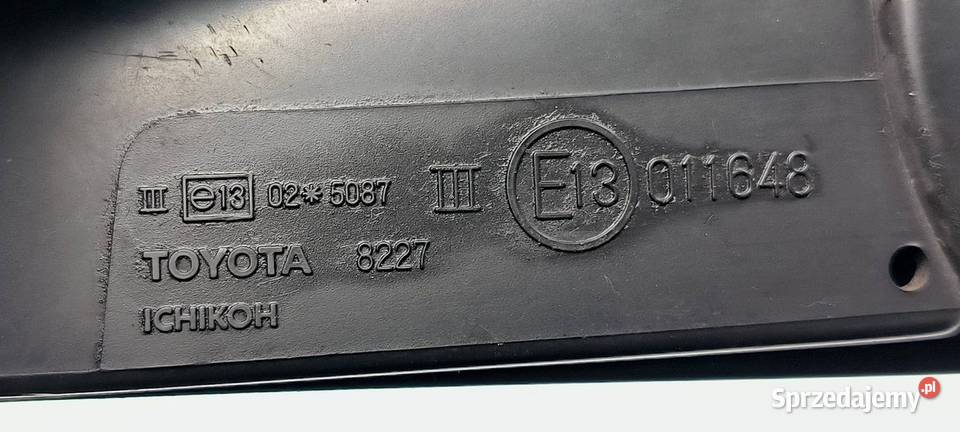 III e13 02*5087 III E13 011648
TOYOTA 8227
ICHIKOH
Sprzedajemy.pl